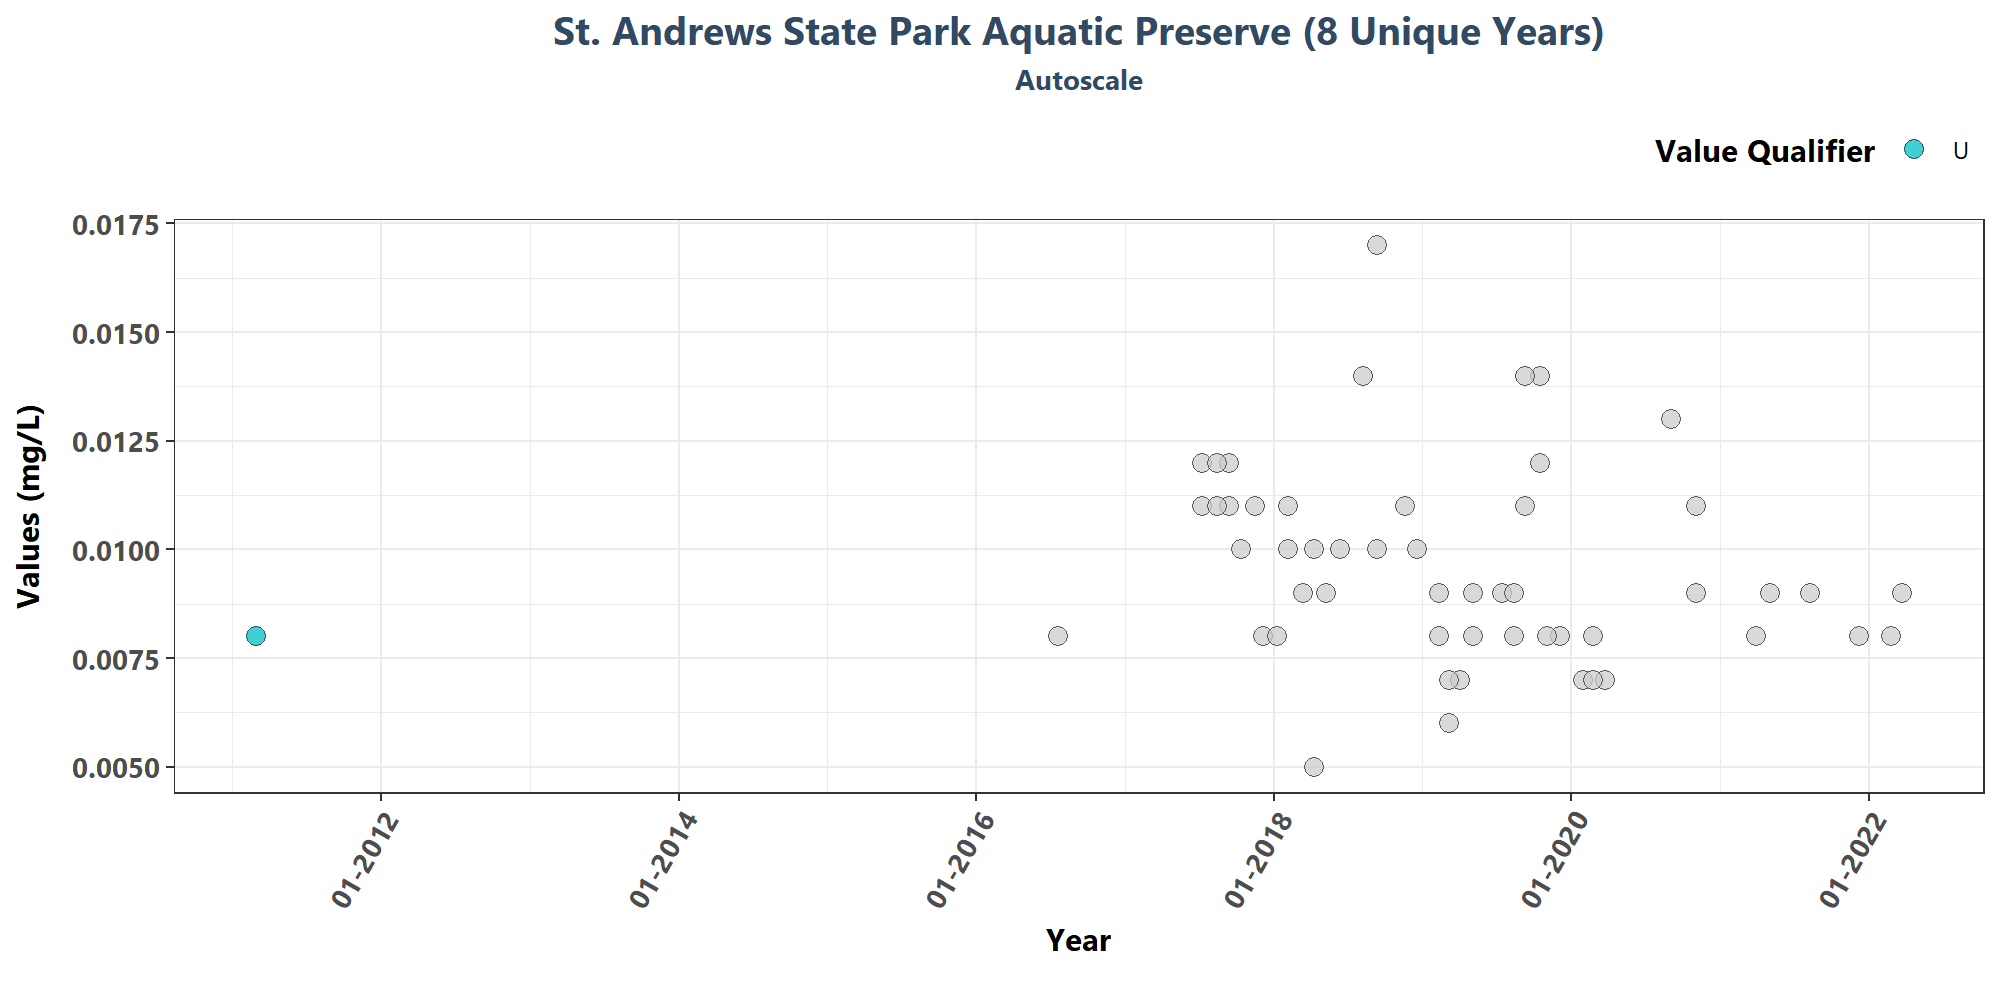 St. Andrews State Park Aquatic Preserve (8 Unique Years)
Autoscale
Value Qualifier U
0.0175
0.0150
0.0125
0.0100
0.0075
0.0050
Values (mg/L)
01-2012
01-2014
01-2016
01-2018
01-2020
01-2022
Year